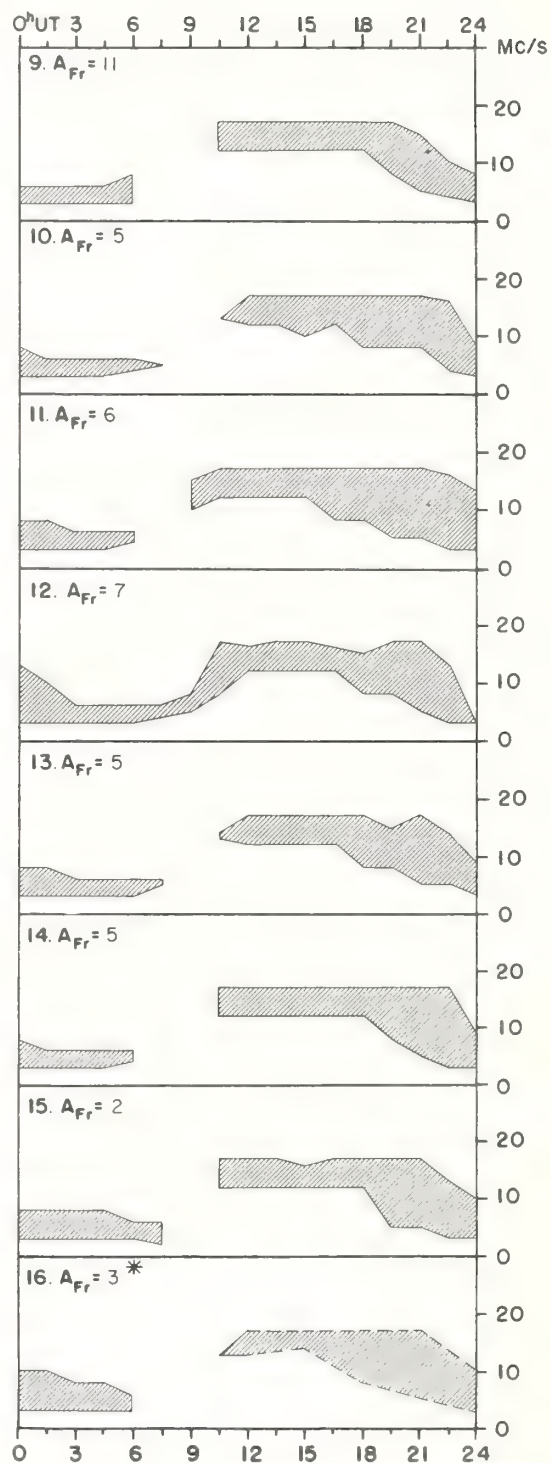 0ʰUT 3 6 9 12 15 18 21 24
Mc/s
9. A_Fr = 11
20
10
0
10. A_Fr = 5
20
10
0
11. A_Fr = 6
20
10
0
12. A_Fr = 7
20
10
0
13. A_Fr = 5
20
10
0
14. A_Fr = 5
20
10
0
15. A_Fr = 2
20
10
0
16. A_Fr = 3 *
20
10
0
0 3 6 9 12 15 18 21 24